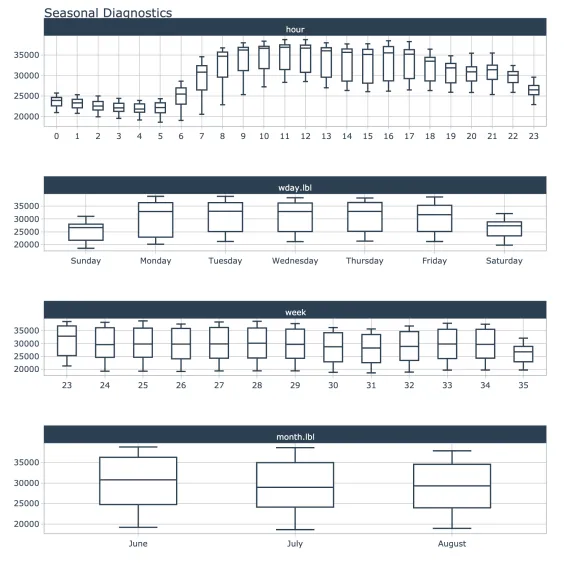 Seasonal Diagnostics
hour
35000
30000
25000
20000
0 1 2 3 4 5 6 7 8 9 10 11 12 13 14 15 16 17 18 19 20 21 22 23
wday.lbl
35000
30000
25000
20000
Sunday Monday Tuesday Wednesday Thursday Friday Saturday
week
35000
30000
25000
20000
23 24 25 26 27 28 29 30 31 32 33 34 35
month.lbl
35000
30000
25000
20000
June July August